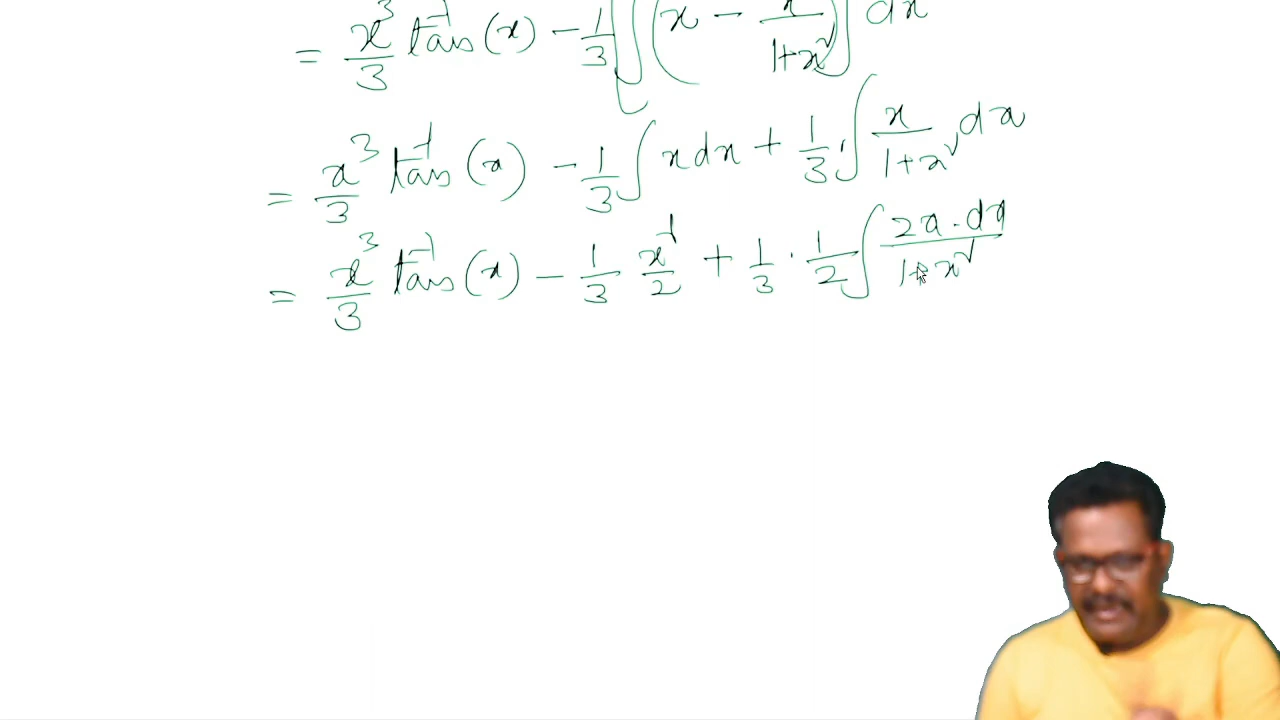 = x³/3 tan⁻¹(x) - 1/3 ∫(x - x/(1+x²)) dx
= x³/3 tan⁻¹(x) - 1/3 ∫ x dx + 1/3 . ∫ x/(1+x²) dx
= x³/3 tan⁻¹(x) - 1/3 x²/2 + 1/3 . 1/2 ∫ 2x . dx/(1+x²)